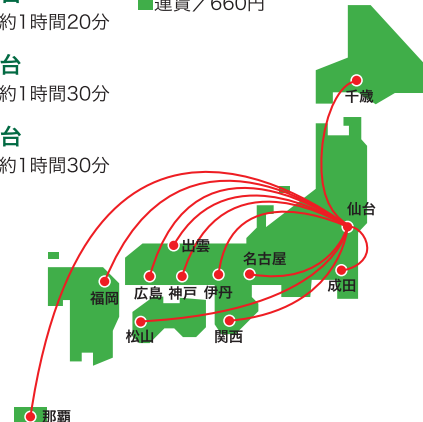 台
運賃／660円
約1時間20分
台
約1時間30分
台
約1時間30分
千歳
仙台
出雲
名古屋
成田
福岡
広島
神戸
伊丹
松山
関西
那覇